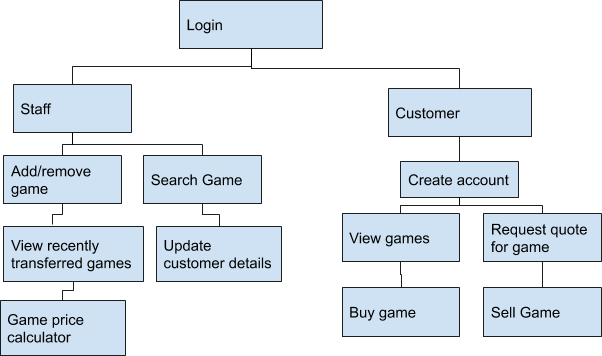 Login
Staff
Customer
Add/remove
game
Search Game
Create account
View recently
transferred games
Update
customer details
View games
Request quote
for game
Game price
calculator
Buy game
Sell Game